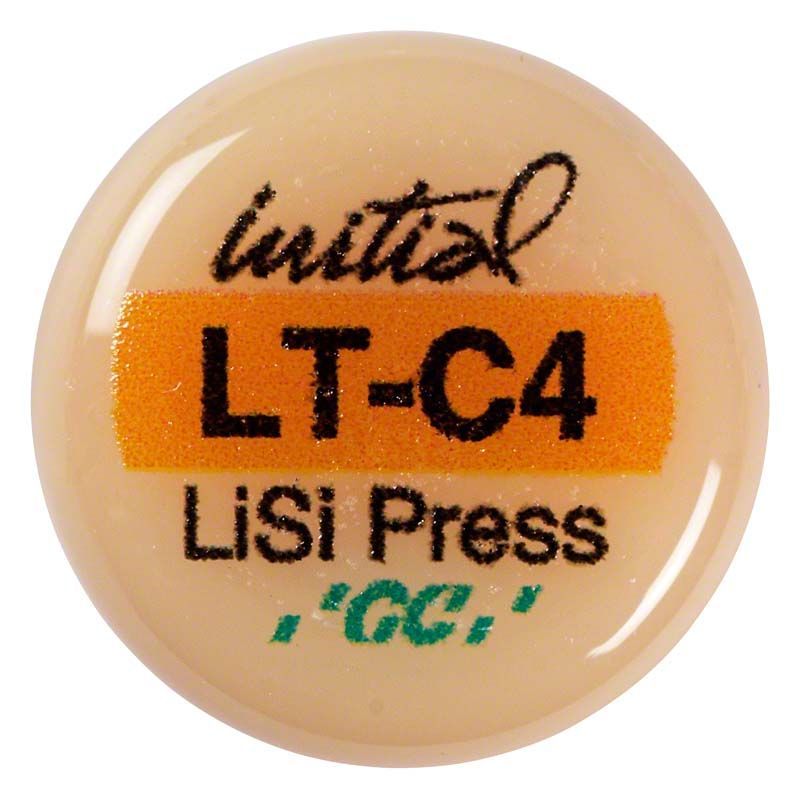 initial
LT-C4
LiSi Press
,'GC,'